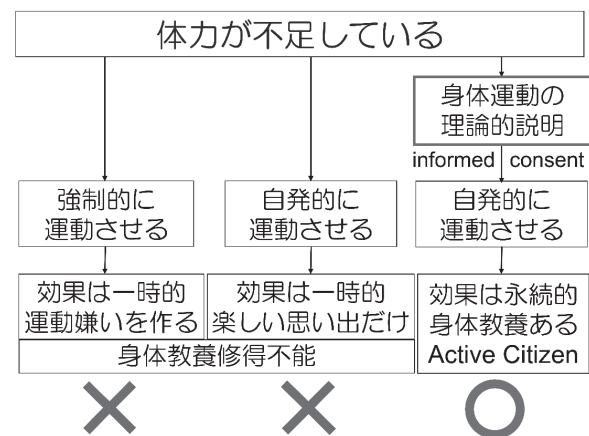 体力が不足している
身体運動の
理論的説明
informed consent
強制的に
運動させる
自発的に
運動させる
自発的に
運動させる
効果は一時的
運動嫌いを作る
効果は一時的
楽しい思い出だけ
身体教養修得不能
効果は永続的
身体教養ある
Active Citizen